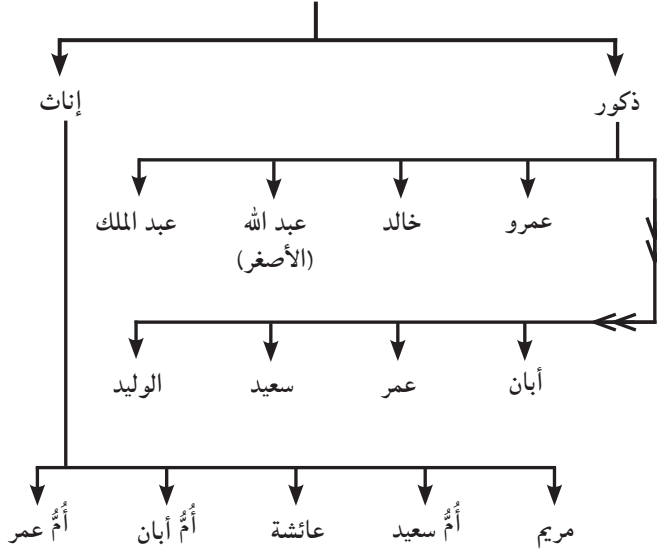 ذكور
إناث
عمرو
خالد
عبد الله
(الأصغر)
عبد الملك
أبان
عمر
سعيد
الوليد
مريم
أُمُّ سعيد
عائشة
أُمُّ أبان
أُمُّ عمر